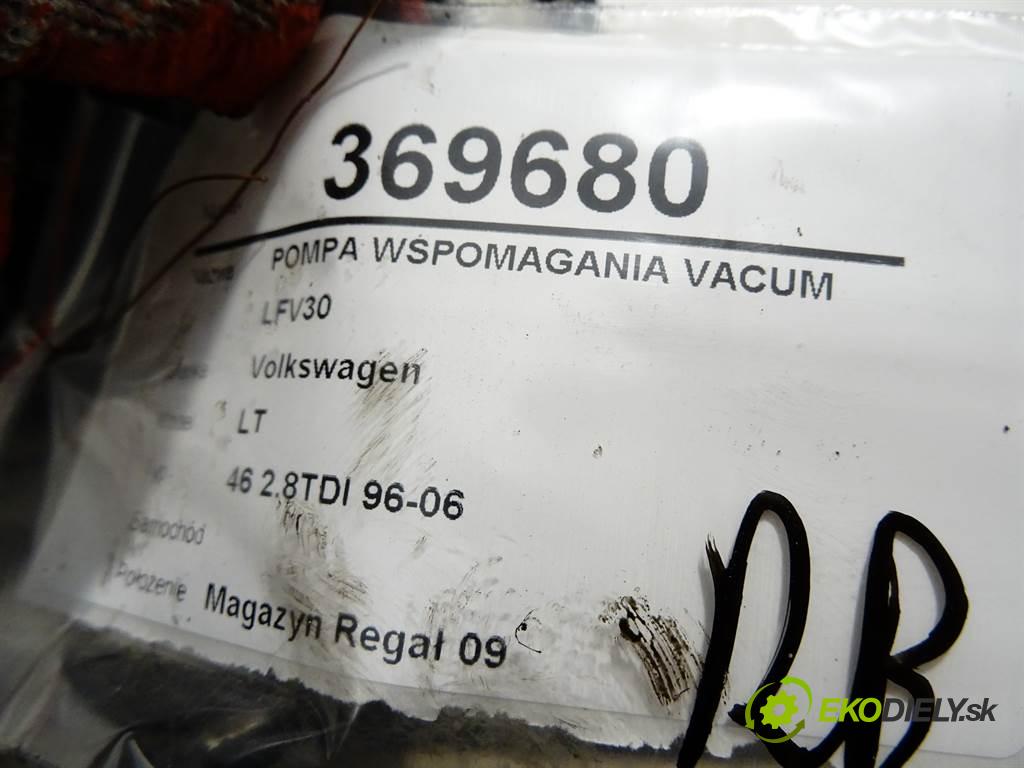 369680
POMPA WSPOMAGANIA VACUM
LFV30
Volkswagen
LT
46 2.8TDI 96-06
Samochód
Położenie Magazyn Regał 09
EKODIELY.sk